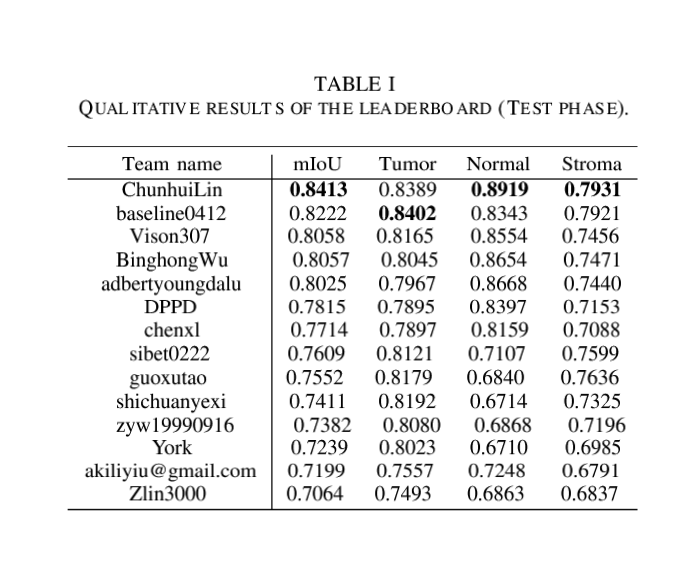 TABLE I
QUALITATIVE RESULTS OF THE LEADERBOARD (TEST PHASE).
Team name mIoU Tumor Normal Stroma
ChunhuiLin 0.8413 0.8389 0.8919 0.7931
baseline0412 0.8222 0.8402 0.8343 0.7921
Vison307 0.8058 0.8165 0.8554 0.7456
BinghongWu 0.8057 0.8045 0.8654 0.7471
adbertyoungdalu 0.8025 0.7967 0.8668 0.7440
DPPD 0.7815 0.7895 0.8397 0.7153
chenxl 0.7714 0.7897 0.8159 0.7088
sibet0222 0.7609 0.8121 0.7107 0.7599
guoxutao 0.7552 0.8179 0.6840 0.7636
shichuanyexi 0.7411 0.8192 0.6714 0.7325
zyw19990916 0.7382 0.8080 0.6868 0.7196
York 0.7239 0.8023 0.6710 0.6985
akiliyiu@gmail.com 0.7199 0.7557 0.7248 0.6791
Zlin3000 0.7064 0.7493 0.6863 0.6837